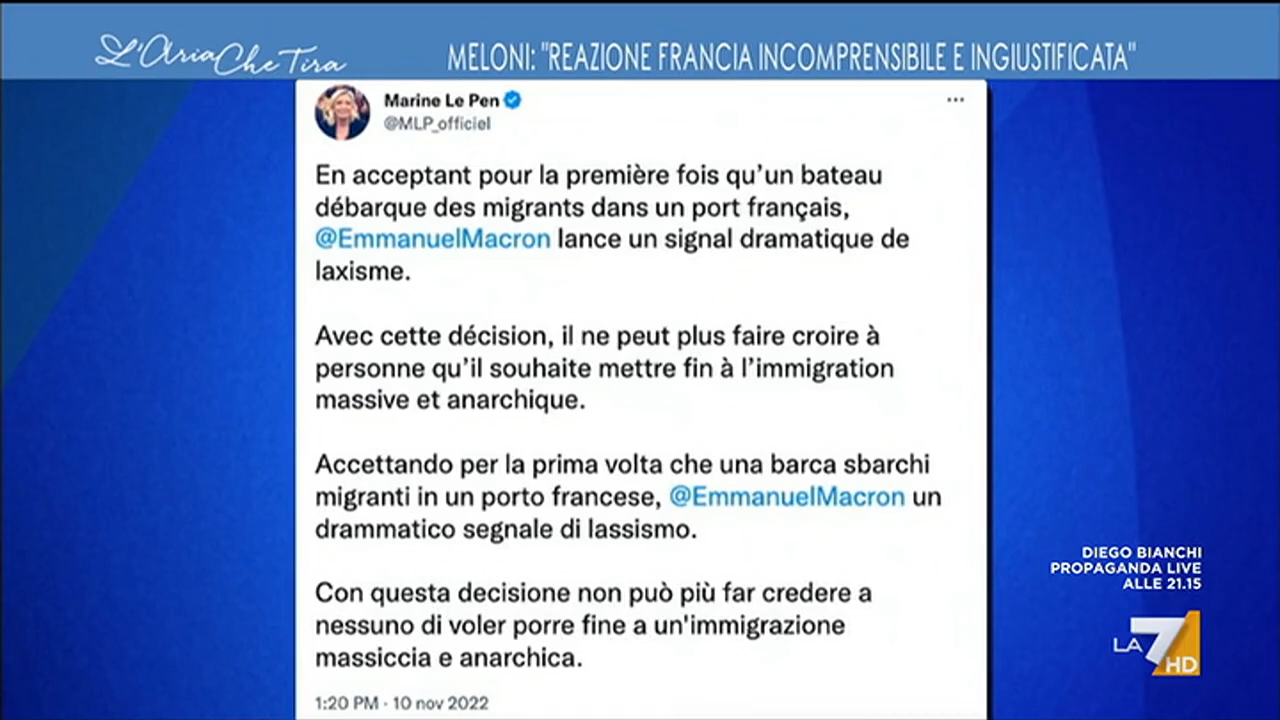 L'Aria Che Tira
MELONI: "REAZIONE FRANCIA INCOMPRENSIBILE E INGIUSTIFICATA"
Marine Le Pen
@MLP_officiel
En acceptant pour la première fois qu'un bateau
débarque des migrants dans un port français,
@EmmanuelMacron lance un signal dramatique de
laxisme.
Avec cette décision, il ne peut plus faire croire à
personne qu'il souhaite mettre fin à l'immigration
massive et anarchique.
Accettando per la prima volta che una barca sbarchi
migranti in un porto francese, @EmmanuelMacron un
drammatico segnale di lassismo.
Con questa decisione non può più far credere a
nessuno di voler porre fine a un'immigrazione
massiccia e anarchica.
1:20 PM · 10 nov 2022
DIEGO BIANCHI
PROPAGANDA LIVE
ALLE 21.15
LA 7 HD